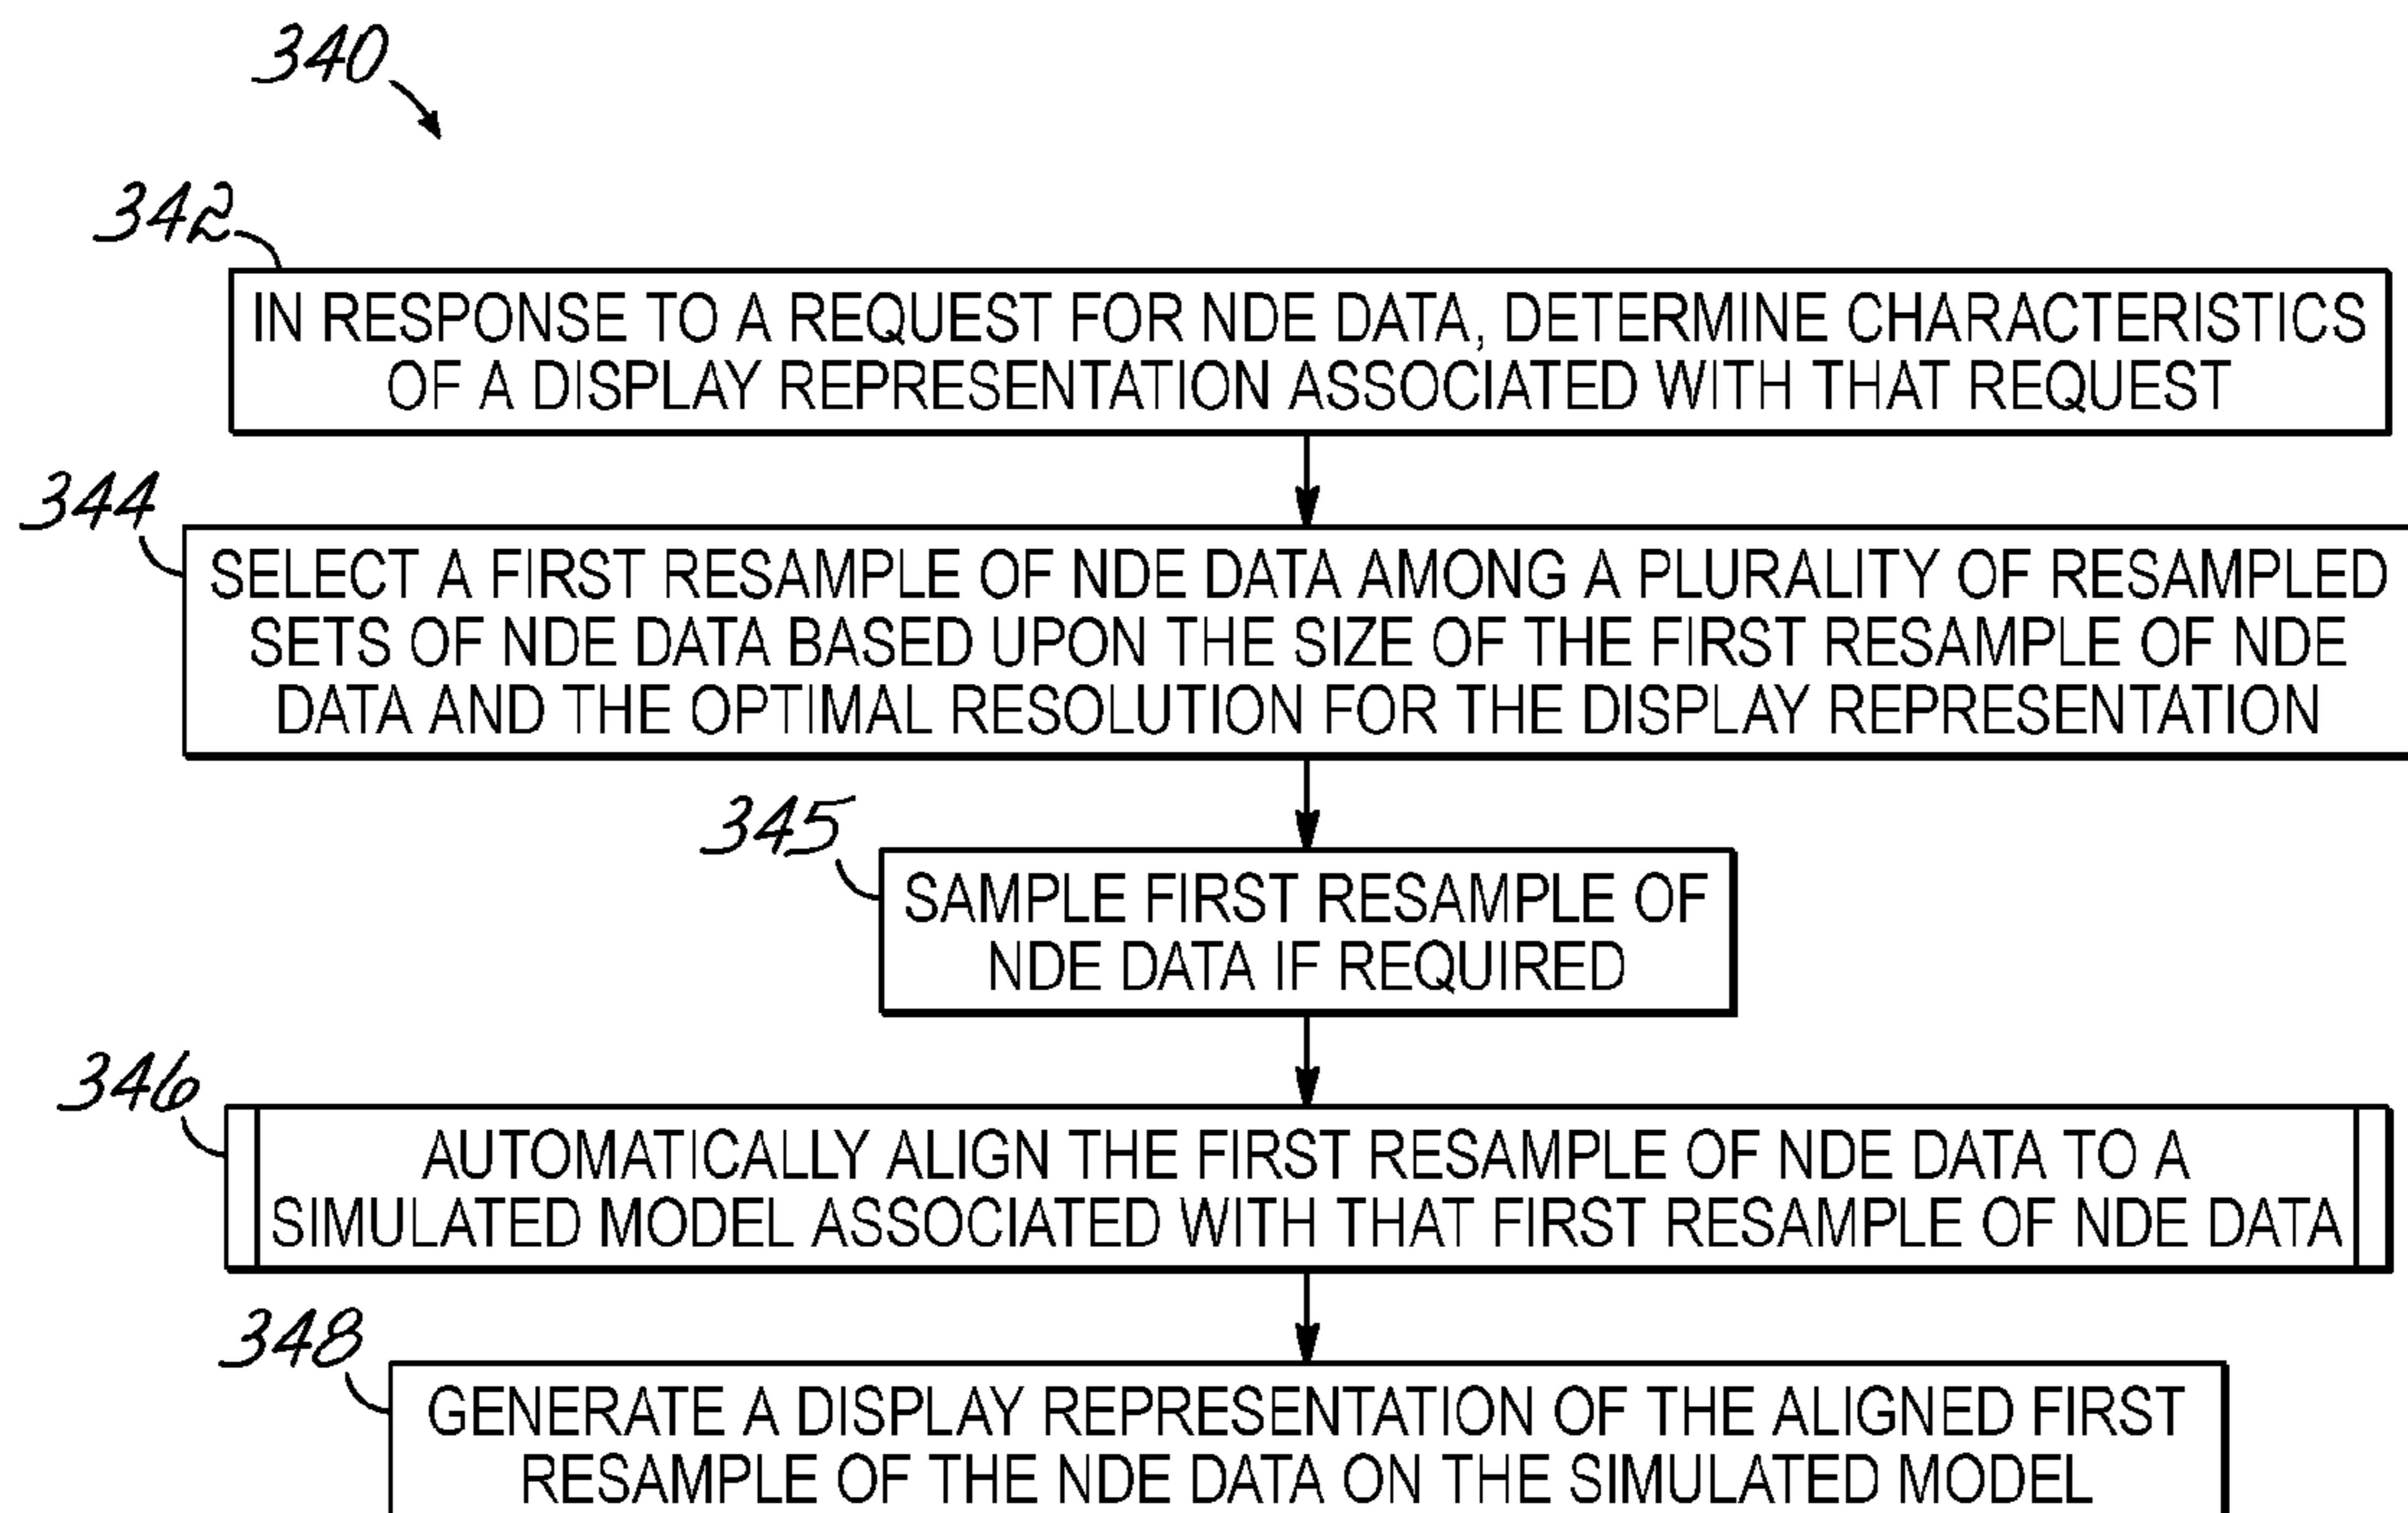 340
342
IN RESPONSE TO A REQUEST FOR NDE DATA, DETERMINE CHARACTERISTICS
OF A DISPLAY REPRESENTATION ASSOCIATED WITH THAT REQUEST
344
SELECT A FIRST RESAMPLE OF NDE DATA AMONG A PLURALITY OF RESAMPLED
SETS OF NDE DATA BASED UPON THE SIZE OF THE FIRST RESAMPLE OF NDE
DATA AND THE OPTIMAL RESOLUTION FOR THE DISPLAY REPRESENTATION
345
SAMPLE FIRST RESAMPLE OF
NDE DATA IF REQUIRED
346
AUTOMATICALLY ALIGN THE FIRST RESAMPLE OF NDE DATA TO A
SIMULATED MODEL ASSOCIATED WITH THAT FIRST RESAMPLE OF NDE DATA
348
GENERATE A DISPLAY REPRESENTATION OF THE ALIGNED FIRST
RESAMPLE OF THE NDE DATA ON THE SIMULATED MODEL